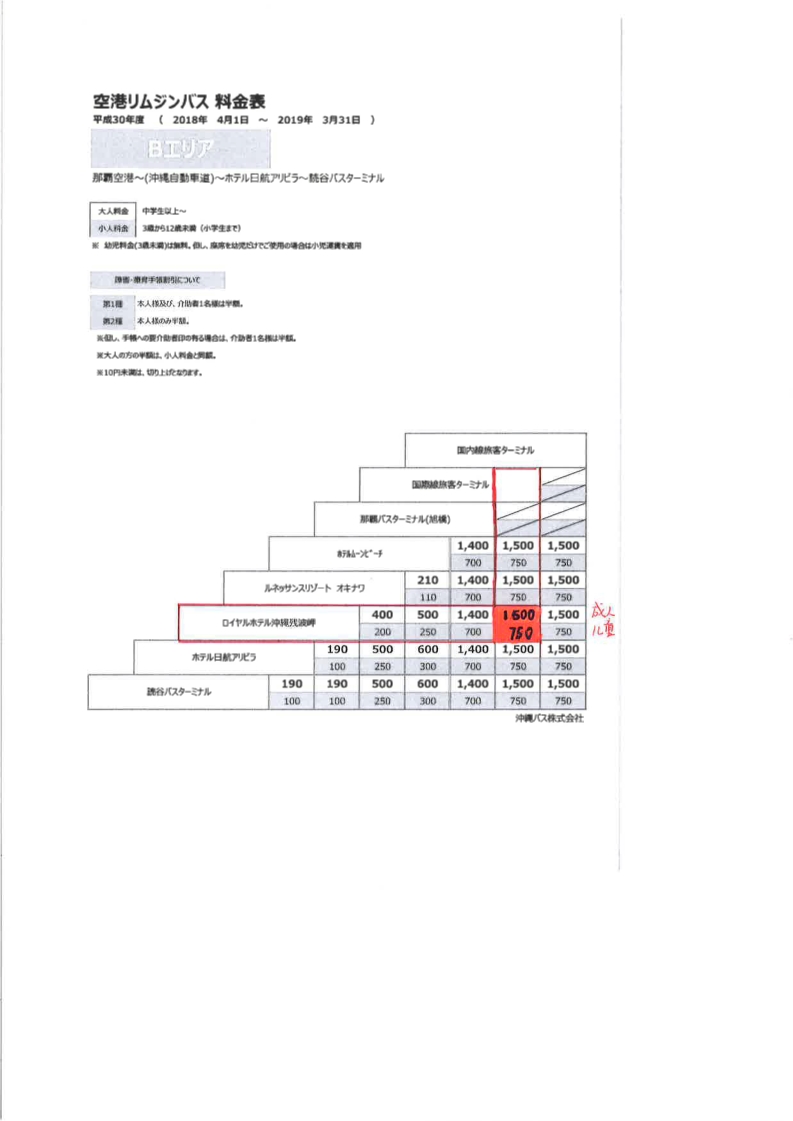 空港リムジンバス 料金表
平成30年度 ( 2018年 4月1日 ～ 2019年 3月31日 )
Bエリア
那覇空港～(沖縄自動車道)～ホテル日航アリビラ～読谷バスターミナル
大人料金 中学生以上～
小人料金 3歳から12歳未満（小学生まで）
※ 幼児料金(3歳未満)は無料。但し、座席を幼児だけでご使用の場合は小児運賃を適用
障害・療育手帳割引について
第1種 本人様及び、介助者1名様は半額。
第2種 本人様のみ半額。
※但し、手帳への要介助者印の有る場合は、介助者1名様は半額。
※大人の方の半額は、小人料金と同額。
※10円未満は、切り上げとなります。
国内線旅客ターミナル
国際線旅客ターミナル
那覇バスターミナル(旭橋)
ホテルムーンビーチ 1,400 1,500 1,500
700 750 750
ルネッサンスリゾート オキナワ 210 1,400 1,500 1,500
110 700 750 750
ロイヤルホテル沖縄残波岬 400 500 1,400 1500 1,500 成人
200 250 700 750 750 儿童
ホテル日航アリビラ 190 500 600 1,400 1,500 1,500
100 250 300 700 750 750
読谷バスターミナル 190 190 500 600 1,400 1,500 1,500
100 100 250 300 700 750 750
沖縄バス株式会社